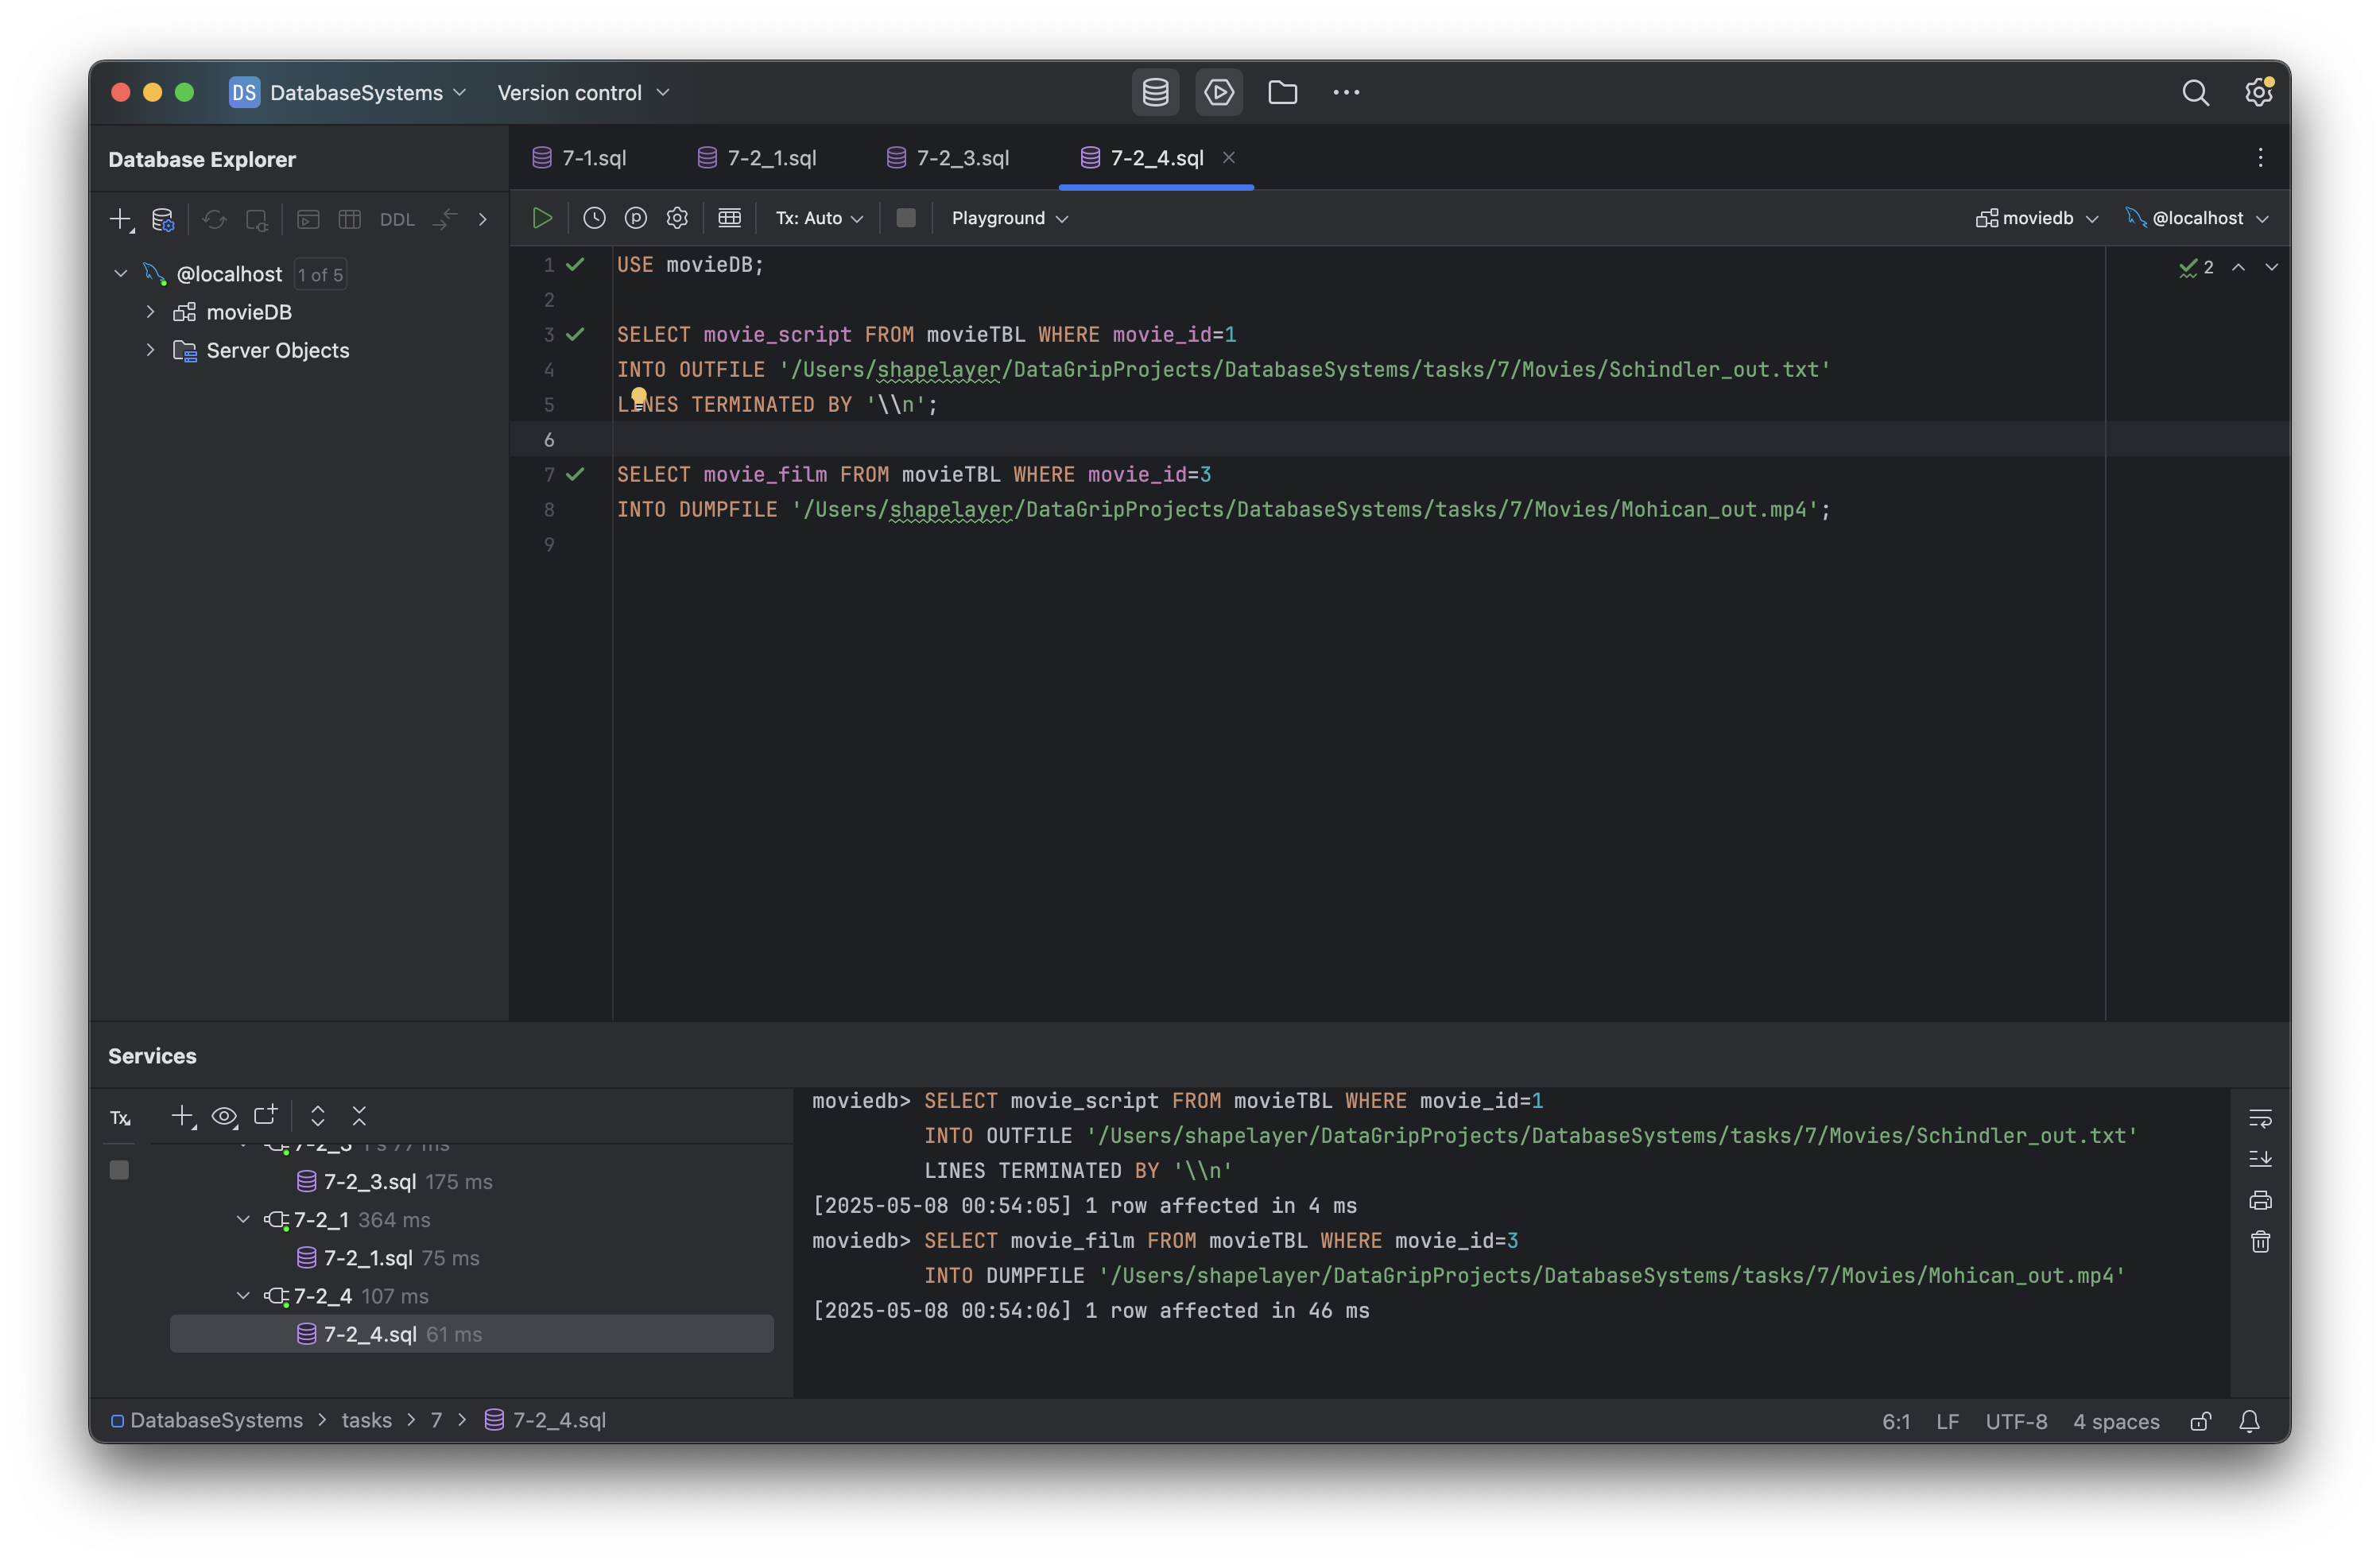 DS DatabaseSystems Version control
Database Explorer
7-1.sql 7-2_1.sql 7-2_3.sql 7-2_4.sql
DDL
Tx: Auto Playground moviedb @localhost
@localhost 1 of 5
movieDB
Server Objects
1 USE movieDB;
2
3 SELECT movie_script FROM movieTBL WHERE movie_id=1
4 INTO OUTFILE '/Users/shapelayer/DataGripProjects/DatabaseSystems/tasks/7/Movies/Schindler_out.txt'
5 LINES TERMINATED BY '\\n';
6
7 SELECT movie_film FROM movieTBL WHERE movie_id=3
8 INTO DUMPFILE '/Users/shapelayer/DataGripProjects/DatabaseSystems/tasks/7/Movies/Mohican_out.mp4';
9
2
Services
Tx
7-2_3 1 s 77 ms
7-2_3.sql 175 ms
7-2_1 364 ms
7-2_1.sql 75 ms
7-2_4 107 ms
7-2_4.sql 61 ms
moviedb> SELECT movie_script FROM movieTBL WHERE movie_id=1
INTO OUTFILE '/Users/shapelayer/DataGripProjects/DatabaseSystems/tasks/7/Movies/Schindler_out.txt'
LINES TERMINATED BY '\\n'
[2025-05-08 00:54:05] 1 row affected in 4 ms
moviedb> SELECT movie_film FROM movieTBL WHERE movie_id=3
INTO DUMPFILE '/Users/shapelayer/DataGripProjects/DatabaseSystems/tasks/7/Movies/Mohican_out.mp4'
[2025-05-08 00:54:06] 1 row affected in 46 ms
DatabaseSystems > tasks > 7 > 7-2_4.sql
6:1 LF UTF-8 4 spaces